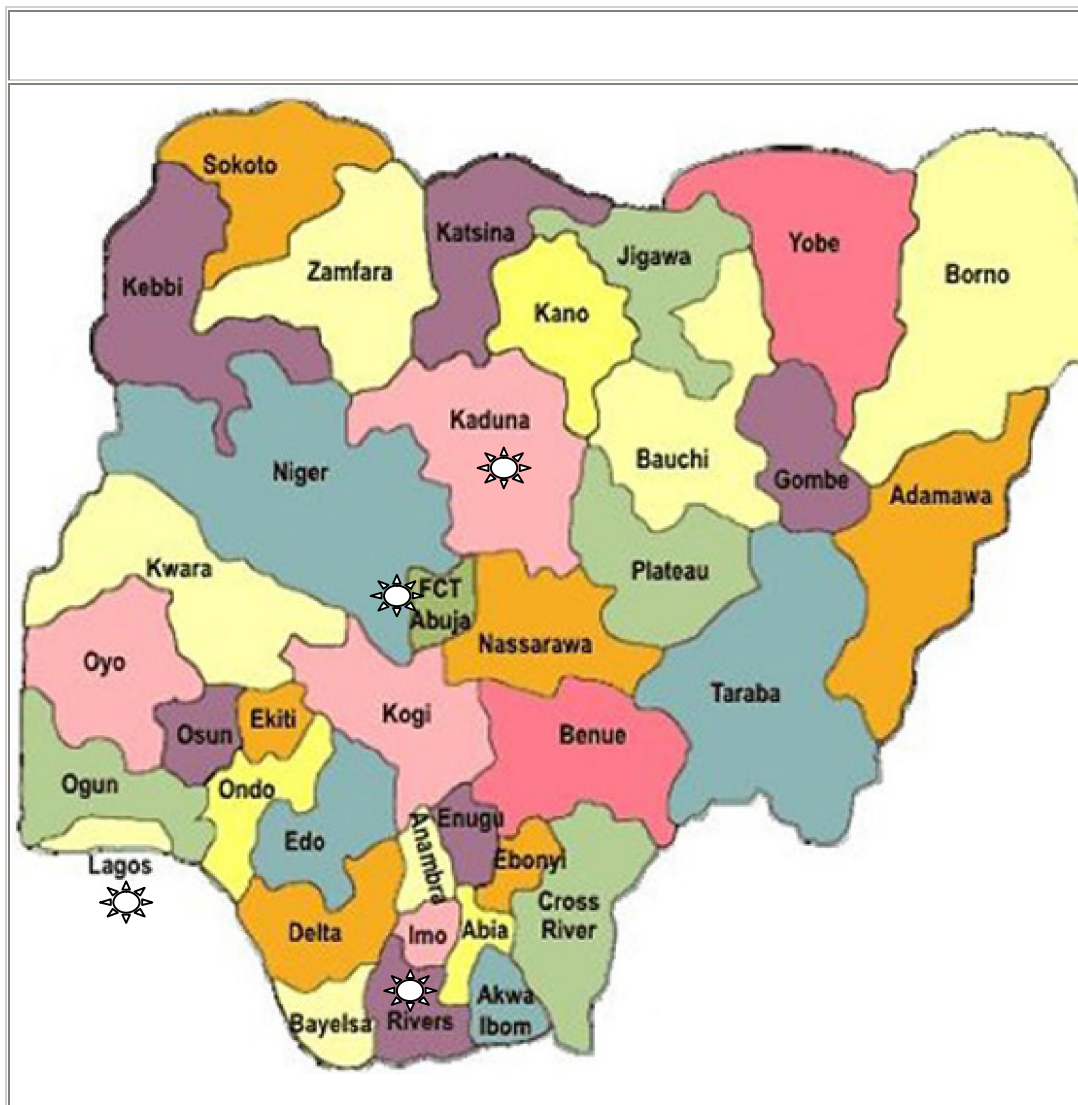 Sokoto
Katsina
Yobe
Jigawa
Borno
Zamfara
Kebbi
Kano
Kaduna
Bauchi
Niger
Gombe
Adamawa
Kwara
Plateau
FCT
Abuja
Nassarawa
Oyo
Taraba
Kogi
Ekiti
Osun
Benue
Ogun
Ondo
Enugu
Edo
Anambra
Ebonyi
Lagos
Cross
River
Delta
Imo
Abia
Akwa
Ibom
Bayelsa
Rivers